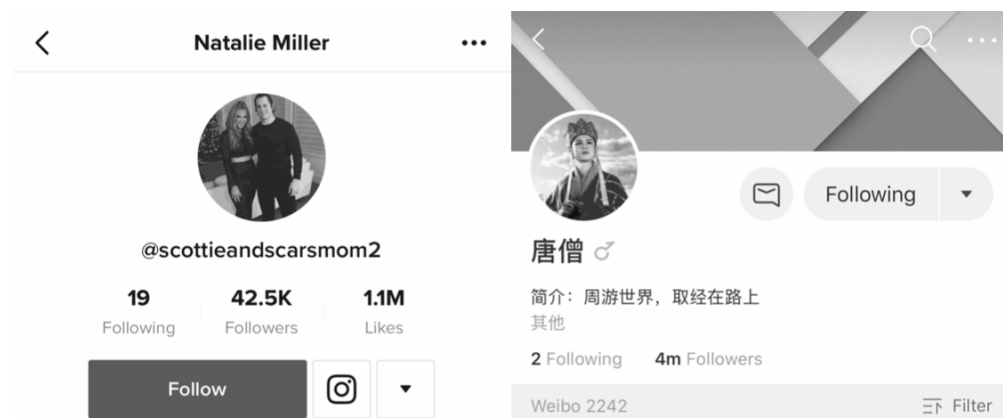 Natalie Miller
@scottieandscarsmom2
19 42.5K 1.1M
Following Followers Likes
Follow
Following
唐僧
简介：周游世界，取经在路上
其他
2 Following 4m Followers
Weibo 2242 Filter